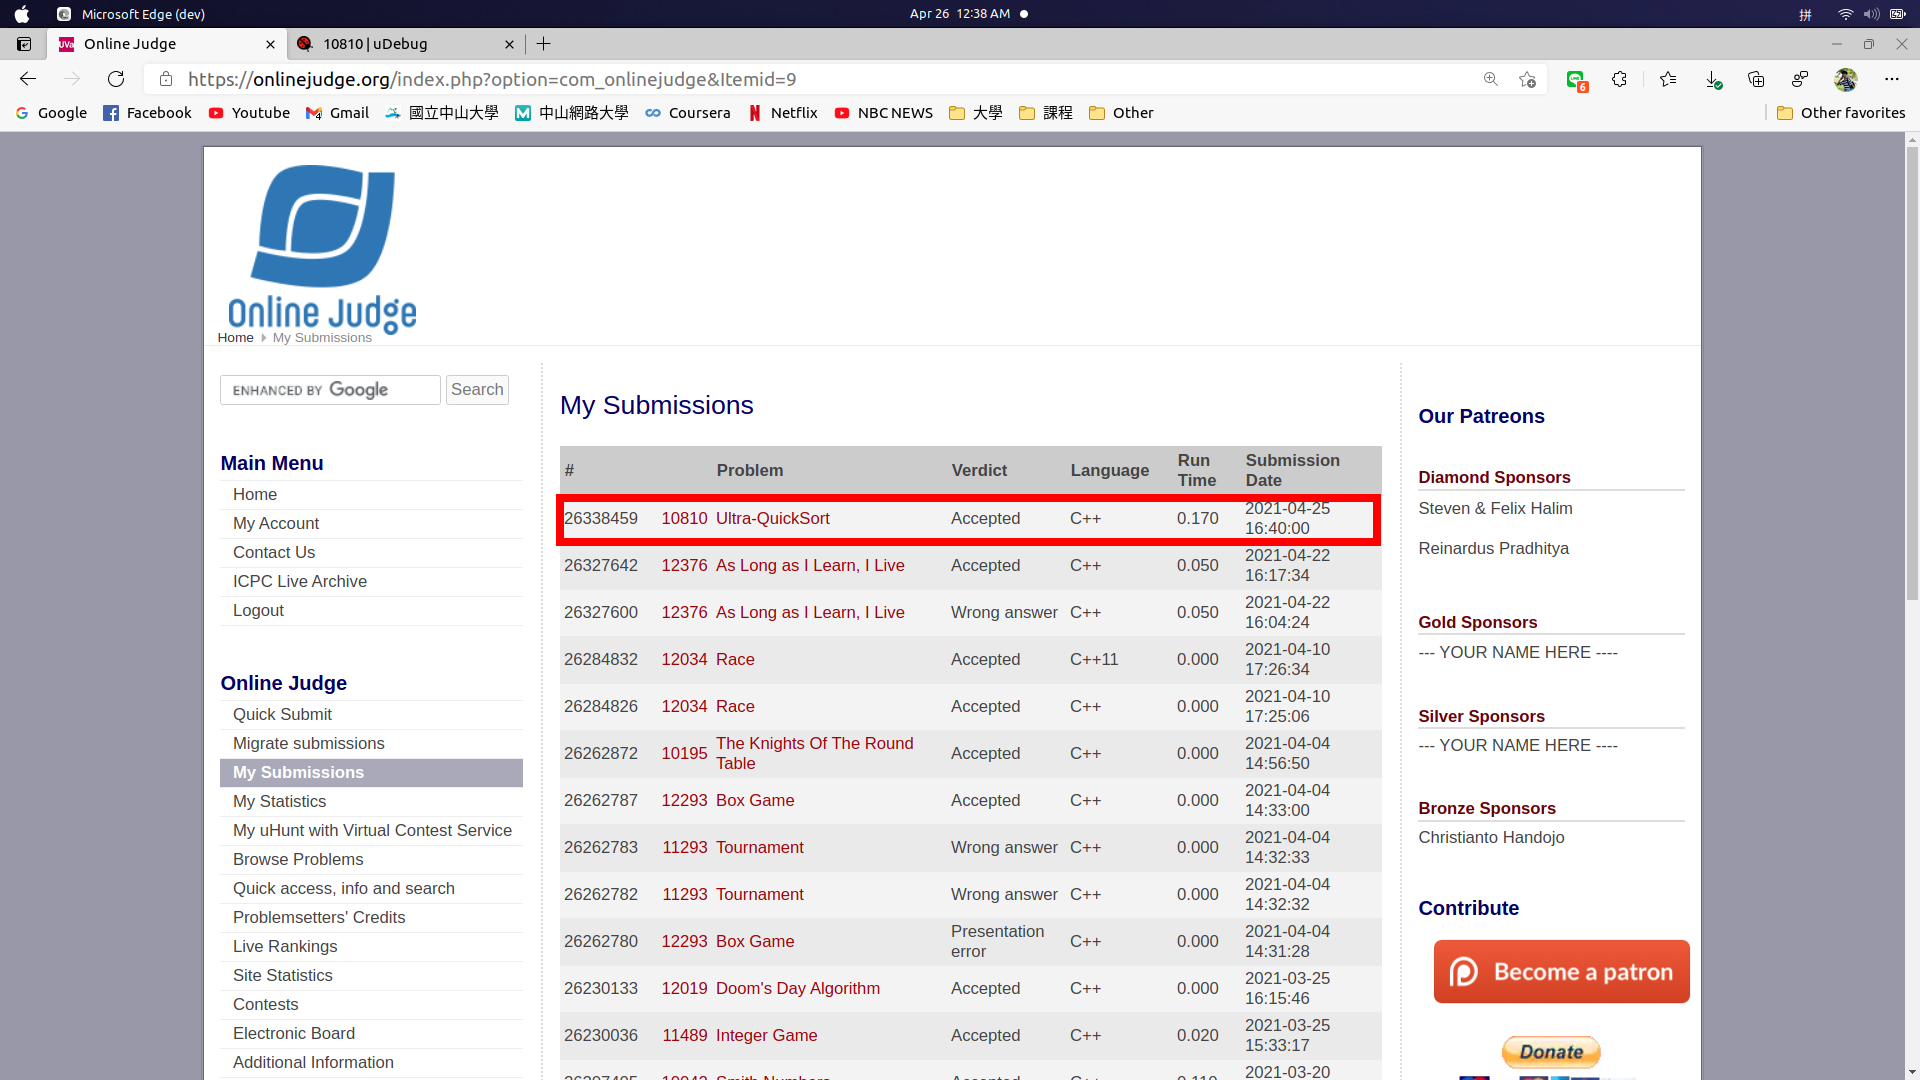 Microsoft Edge (dev)
Apr 26 12:38 AM
拼
Online Judge
10810 | uDebug
https://onlinejudge.org/index.php?option=com_onlinejudge&Itemid=9
6
Google
Facebook
Youtube
Gmail
國立中山大學
中山網路大學
Coursera
Netflix
NBC NEWS
大學
課程
Other
Other favorites
Online Judge
Home My Submissions
ENHANCED BY Google Search
Main Menu
Home
My Account
Contact Us
ICPC Live Archive
Logout
Online Judge
Quick Submit
Migrate submissions
My Submissions
My Statistics
My uHunt with Virtual Contest Service
Browse Problems
Quick access, info and search
Problemsetters' Credits
Live Rankings
Site Statistics
Contests
Electronic Board
Additional Information
My Submissions
# Problem Verdict Language Run Time Submission Date
26338459 10810 Ultra-QuickSort Accepted C++ 0.170 2021-04-25 16:40:00
26327642 12376 As Long as I Learn, I Live Accepted C++ 0.050 2021-04-22 16:17:34
26327600 12376 As Long as I Learn, I Live Wrong answer C++ 0.050 2021-04-22 16:04:24
26284832 12034 Race Accepted C++11 0.000 2021-04-10 17:26:34
26284826 12034 Race Accepted C++ 0.000 2021-04-10 17:25:06
26262872 10195 The Knights Of The Round Table Accepted C++ 0.000 2021-04-04 14:56:50
26262787 12293 Box Game Accepted C++ 0.000 2021-04-04 14:33:00
26262783 11293 Tournament Wrong answer C++ 0.000 2021-04-04 14:32:33
26262782 11293 Tournament Wrong answer C++ 0.000 2021-04-04 14:32:32
26262780 12293 Box Game Presentation error C++ 0.000 2021-04-04 14:31:28
26230133 12019 Doom's Day Algorithm Accepted C++ 0.000 2021-03-25 16:15:46
26230036 11489 Integer Game Accepted C++ 0.020 2021-03-25 15:33:17
2021-03-20
Our Patreons
Diamond Sponsors
Steven & Felix Halim
Reinardus Pradhitya
Gold Sponsors
--- YOUR NAME HERE ----
Silver Sponsors
--- YOUR NAME HERE ----
Bronze Sponsors
Christianto Handojo
Contribute
Become a patron
Donate